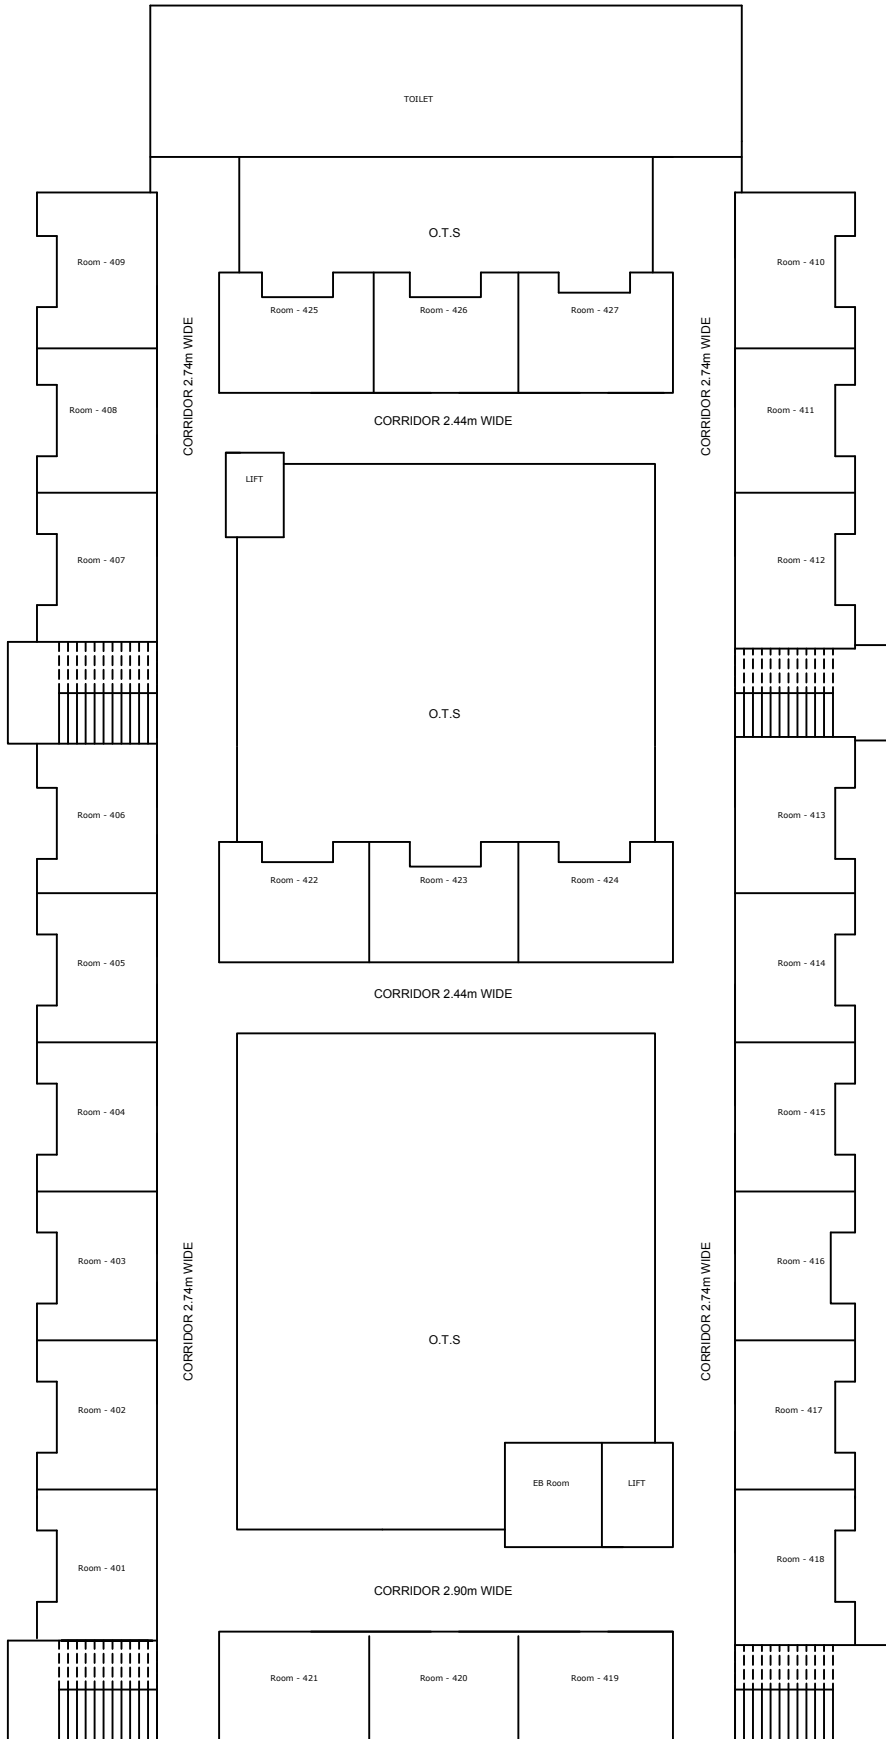 TOILET
O.T.S
Room - 409
Room - 410
Room - 425
Room - 426
Room - 427
CORRIDOR 2.74m WIDE
CORRIDOR 2.74m WIDE
Room - 408
Room - 411
CORRIDOR 2.44m WIDE
LIFT
Room - 407
Room - 412
O.T.S
Room - 406
Room - 413
Room - 422
Room - 423
Room - 424
Room - 405
Room - 414
CORRIDOR 2.44m WIDE
Room - 404
Room - 415
Room - 403
Room - 416
CORRIDOR 2.74m WIDE
CORRIDOR 2.74m WIDE
O.T.S
Room - 402
Room - 417
EB Room
LIFT
Room - 401
Room - 418
CORRIDOR 2.90m WIDE
Room - 421
Room - 420
Room - 419